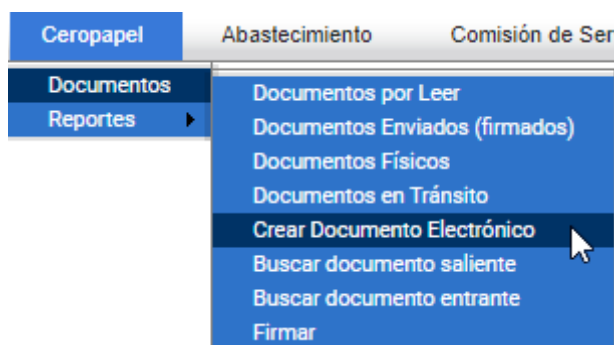 Ceropapel Abastecimiento Comisión de Ser
Documentos
Reportes
Documentos por Leer
Documentos Enviados (firmados)
Documentos Físicos
Documentos en Tránsito
Crear Documento Electrónico
Buscar documento saliente
Buscar documento entrante
Firmar